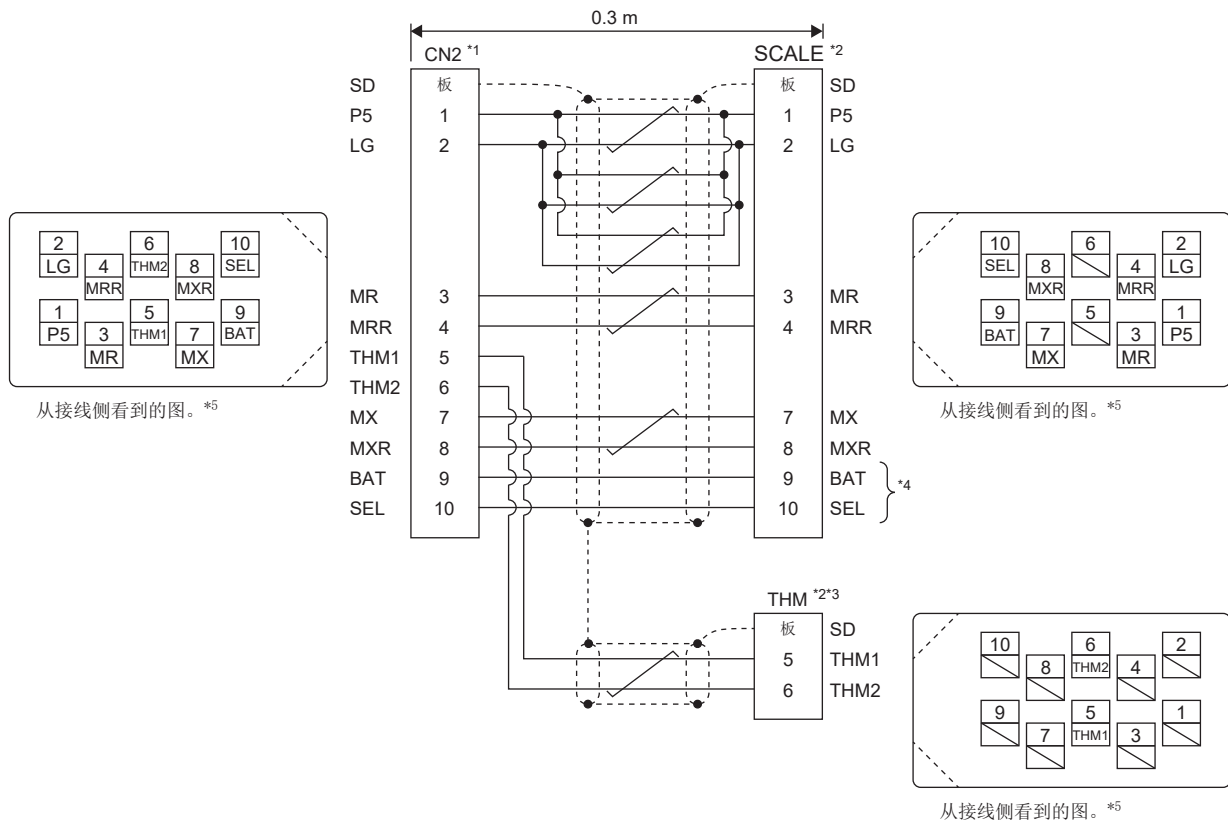 0.3 m
CN2 *1
SCALE *2
SD 板 板 SD
P5 1 1 P5
LG 2 2 LG
MR 3 3 MR
MRR 4 4 MRR
THM1 5
THM2 6
MX 7 7 MX
MXR 8 8 MXR
BAT 9 9 BAT
SEL 10 10 SEL
*4
2 6 10
LG 4 THM2 8 SEL
MRR MXR
1 5 9
P5 3 THM1 7 BAT
MR MX
从接线侧看到的图。*5
10 6 2
SEL 8 4 LG
MXR MRR
9 5 1
BAT 7 3 P5
MX MR
从接线侧看到的图。*5
THM *2*3
板 SD
5 THM1
6 THM2
10 6 2
8 THM2 4
9 5 1
7 THM1 3
从接线侧看到的图。*5